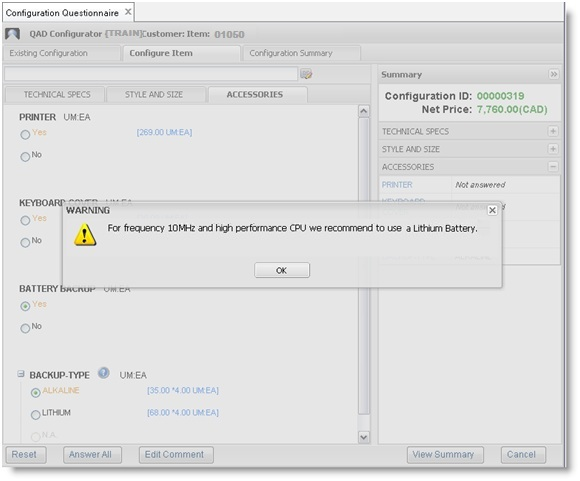 Configuration Questionnaire
QAD Configurator [TRAIN]Customer: Item: 01050
Existing Configuration
Configure Item
Configuration Summary
TECHNICAL SPECS
STYLE AND SIZE
ACCESSORIES
PRINTER UM:EA
Yes [269.00 UM:EA]
No
KEYBOARD COVER UM:EA
Yes
No
BATTERY BACKUP UM:EA
Yes
No
BACKUP-TYPE UM:EA
ALKALINE [35.00 *4.00 UM:EA]
LITHIUM [68.00 *4.00 UM:EA]
N.A.
Summary
Configuration ID: 00000319
Net Price: 7,760.00(CAD)
TECHNICAL SPECS
STYLE AND SIZE
ACCESSORIES
PRINTER Not answered
KEYBOARD Not answered
WARNING
For frequency 10MHz and high performance CPU we recommend to use a Lithium Battery.
OK
Reset
Answer All
Edit Comment
View Summary
Cancel